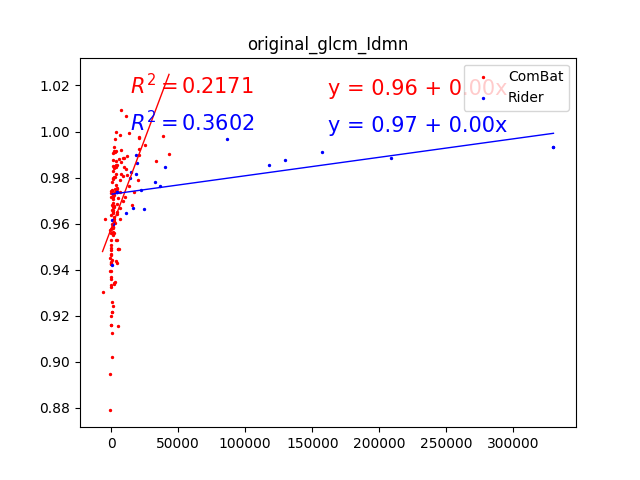 original_glcm_Idmn
R² = 0.2171
y = 0.96 + 0.00x
R² = 0.3602
y = 0.97 + 0.00x
ComBat
Rider
1.02
1.00
0.98
0.96
0.94
0.92
0.90
0.88
0 50000 100000 150000 200000 250000 300000